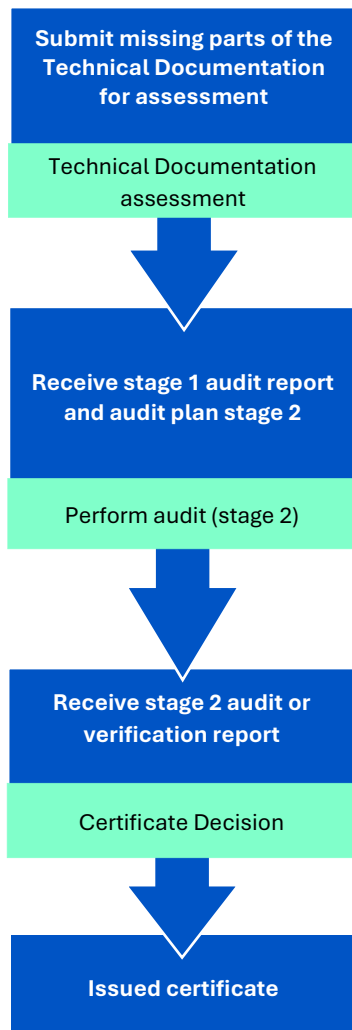 Submit missing parts of the
Technical Documentation
for assessment
Technical Documentation
assessment
Receive stage 1 audit report
and audit plan stage 2
Perform audit (stage 2)
Receive stage 2 audit or
verification report
Certificate Decision
Issued certificate